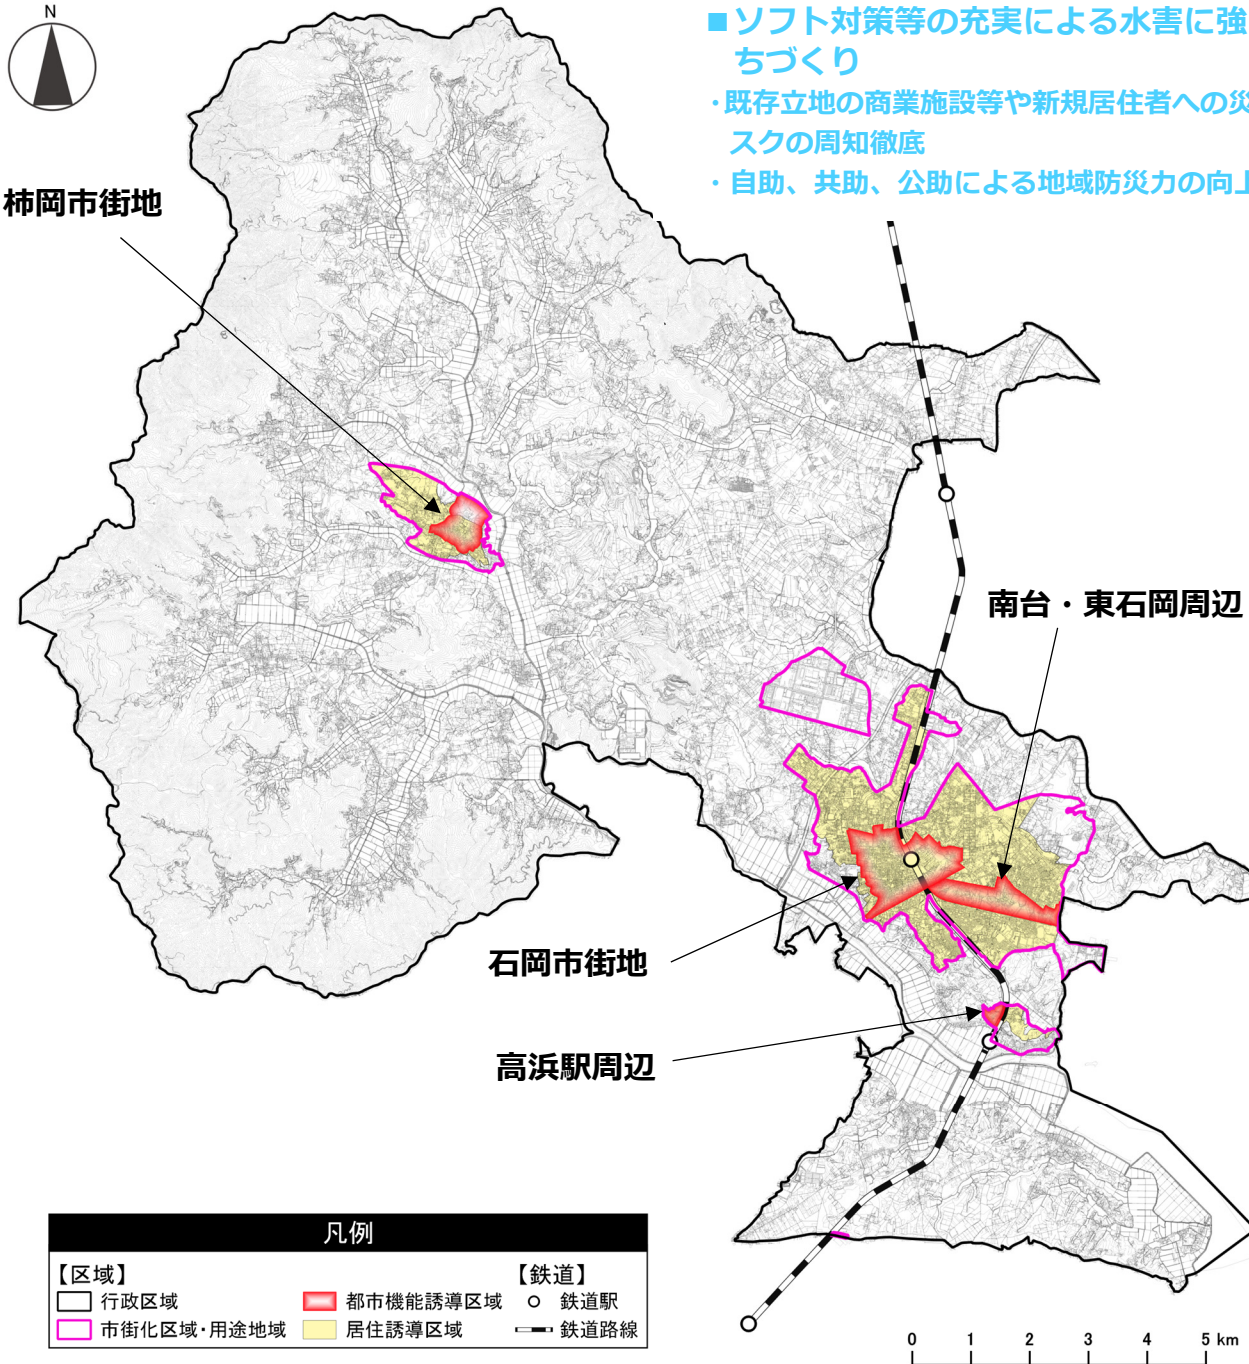 N
■ソフト対策等の充実による水害に強
ちづくり
・既存立地の商業施設等や新規居住者への災
スクの周知徹底
・自助、共助、公助による地域防災力の向上
柿岡市街地
南台・東石岡周辺
石岡市街地
高浜駅周辺
凡例
【区域】 【鉄道】
行政区域 都市機能誘導区域 鉄道駅
市街化区域・用途地域 居住誘導区域 鉄道路線
0 1 2 3 4 5 km